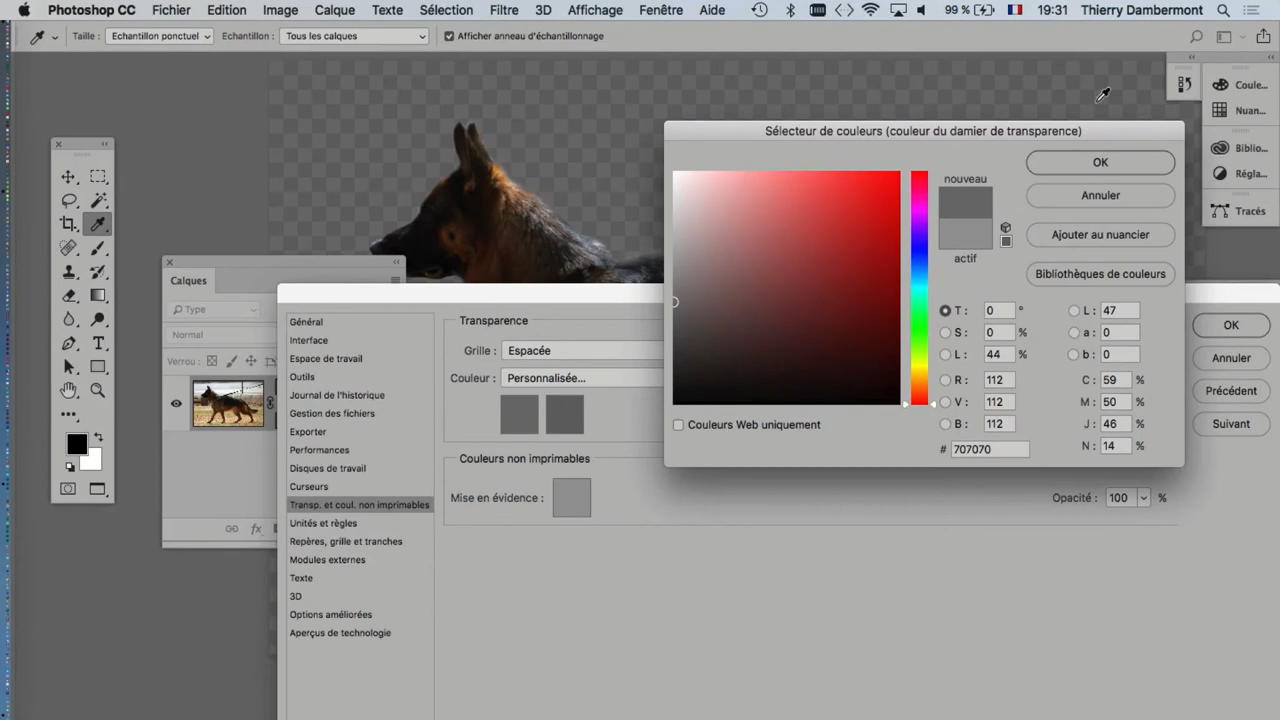 Photoshop CC Fichier Edition Image Calque Texte Sélection Filtre 3D Affichage Fenêtre Aide 99 % 19:31 Thierry Dambermont
Taille : Echantillon ponctuel Echantillon : Tous les calques Afficher anneau d'échantillonnage
Coule...
Nuan...
Biblio...
Régla...
Tracés
Sélecteur de couleurs (couleur du damier de transparence)
nouveau
actif
OK
Annuler
Ajouter au nuancier
Bibliothèques de couleurs
T : 0 ° L : 47
S : 0 % a : 0
L : 44 % b : 0
R : 112 C : 59 %
V : 112 M : 50 %
B : 112 J : 46 %
# 707070 N : 14 %
Couleurs Web uniquement
Calques
Type
Normal
Verrou :
fx
Général
Interface
Espace de travail
Outils
Journal de l'historique
Gestion des fichiers
Exporter
Performances
Disques de travail
Curseurs
Transp. et coul. non imprimables
Unités et règles
Repères, grille et tranches
Modules externes
Texte
3D
Options améliorées
Aperçus de technologie
Transparence
Grille : Espacée
Couleur : Personnalisée...
Couleurs non imprimables
Mise en évidence :
Opacité : 100 %
OK
Annuler
Précédent
Suivant